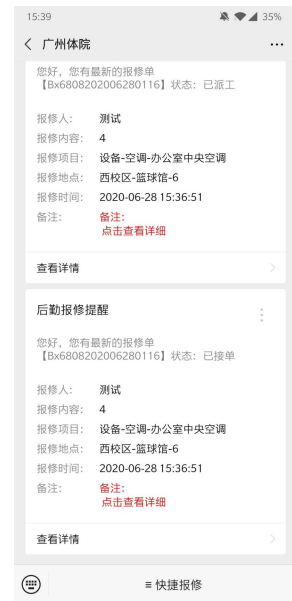 15:39
35%
广州体院
您好，您有最新的报修单
【Bx6808202006280116】状态：已派工
报修人：测试
报修内容：4
报修项目：设备-空调-办公室中央空调
报修地点：西校区-篮球馆-6
报修时间：2020-06-28 15:36:51
备注：备注：
点击查看详细
查看详情
后勤报修提醒
您好，您有最新的报修单
【Bx6808202006280116】状态：已接单
报修人：测试
报修内容：4
报修项目：设备-空调-办公室中央空调
报修地点：西校区-篮球馆-6
报修时间：2020-06-28 15:36:51
备注：备注：
点击查看详细
查看详情
快捷报修